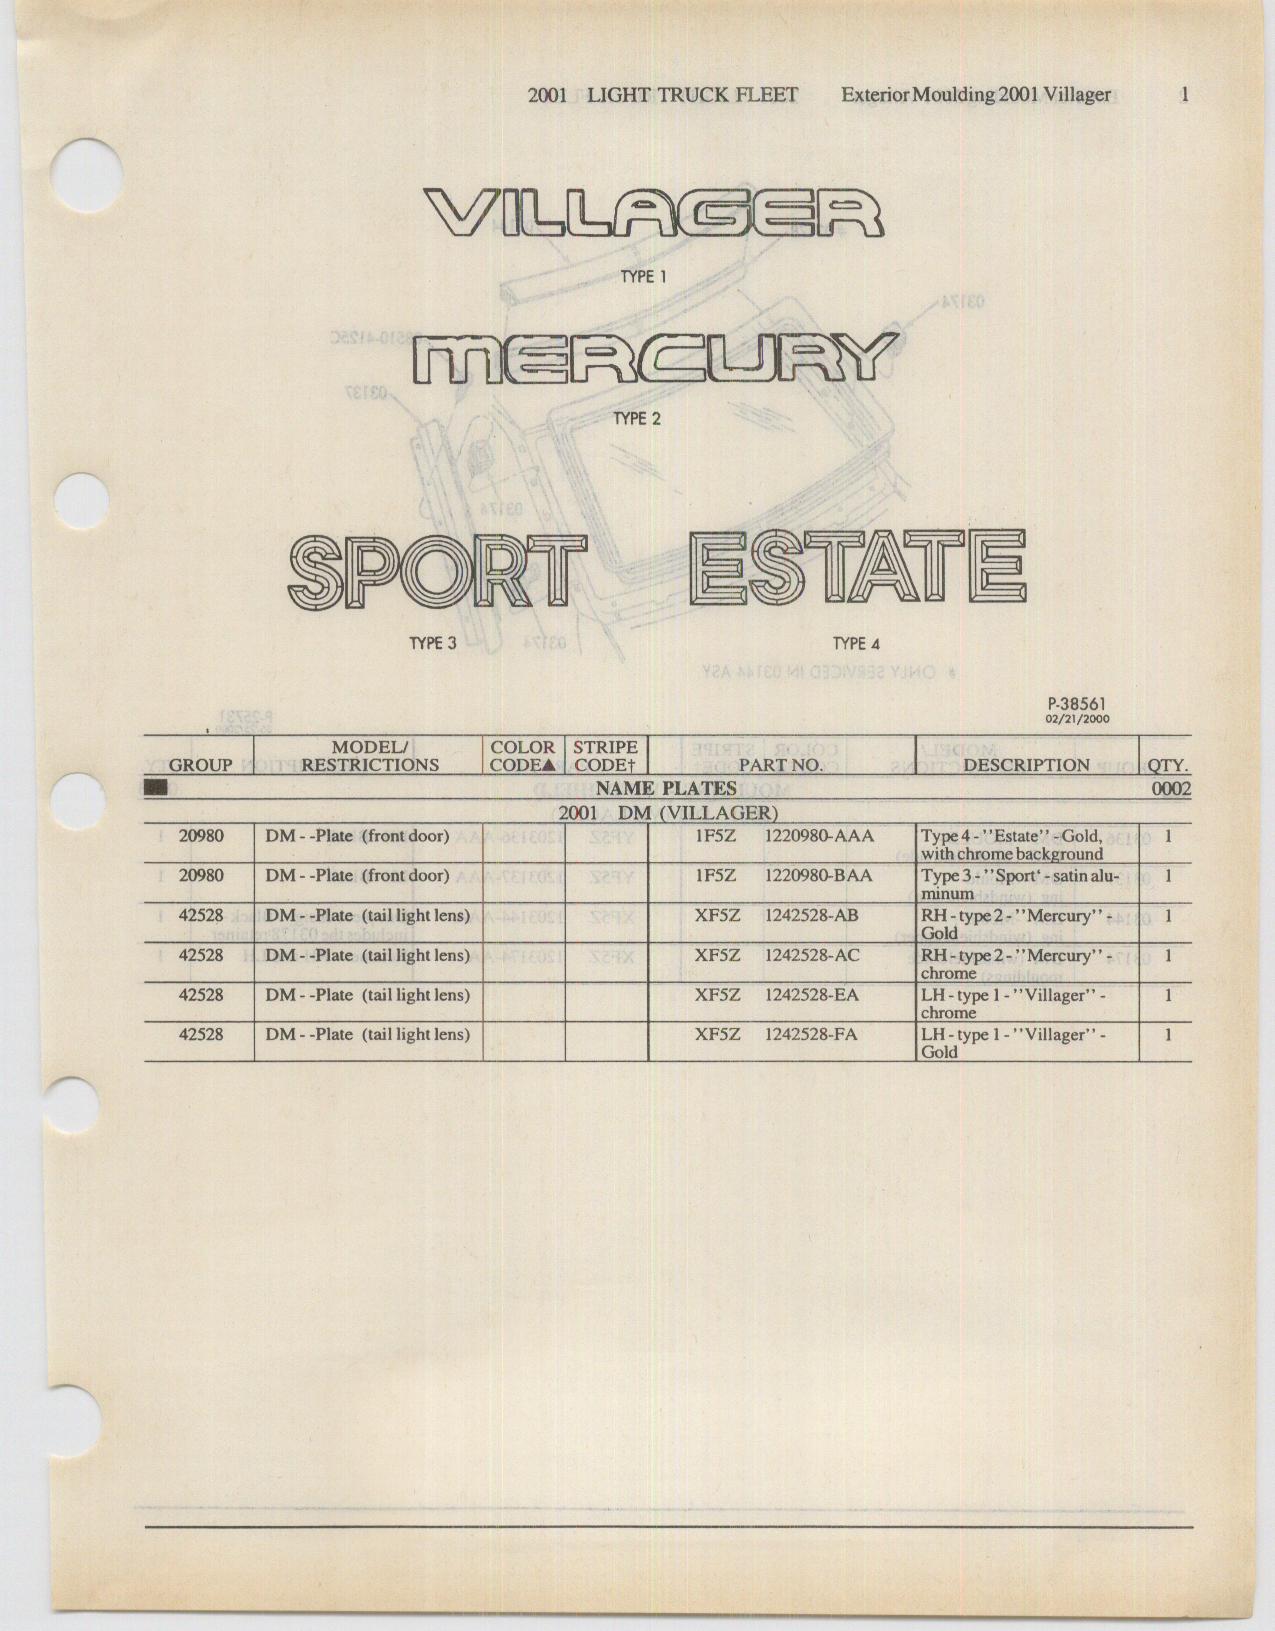 2001 LIGHT TRUCK FLEET Exterior Moulding 2001 Villager 1
VILLAGER
TYPE 1
MERCURY
TYPE 2
SPORT ESTATE
TYPE 3 TYPE 4
P-38561
02/21/2000
GROUP MODEL/ RESTRICTIONS COLOR CODE▲ STRIPE CODE† PART NO. DESCRIPTION QTY.
NAME PLATES 0002
2001 DM (VILLAGER)
20980 DM - -Plate (front door) 1F5Z 1220980-AAA Type 4 - ''Estate'' - Gold, 1
with chrome background
20980 DM - -Plate (front door) 1F5Z 1220980-BAA Type 3 - ''Sport' - satin alu- 1
minum
42528 DM - -Plate (tail light lens) XF5Z 1242528-AB RH - type 2 - ''Mercury'' - 1
Gold
42528 DM - -Plate (tail light lens) XF5Z 1242528-AC RH - type 2 - ''Mercury'' - 1
chrome
42528 DM - -Plate (tail light lens) XF5Z 1242528-EA LH - type 1 - ''Villager'' - 1
chrome
42528 DM - -Plate (tail light lens) XF5Z 1242528-FA LH - type 1 - ''Villager'' - 1
Gold